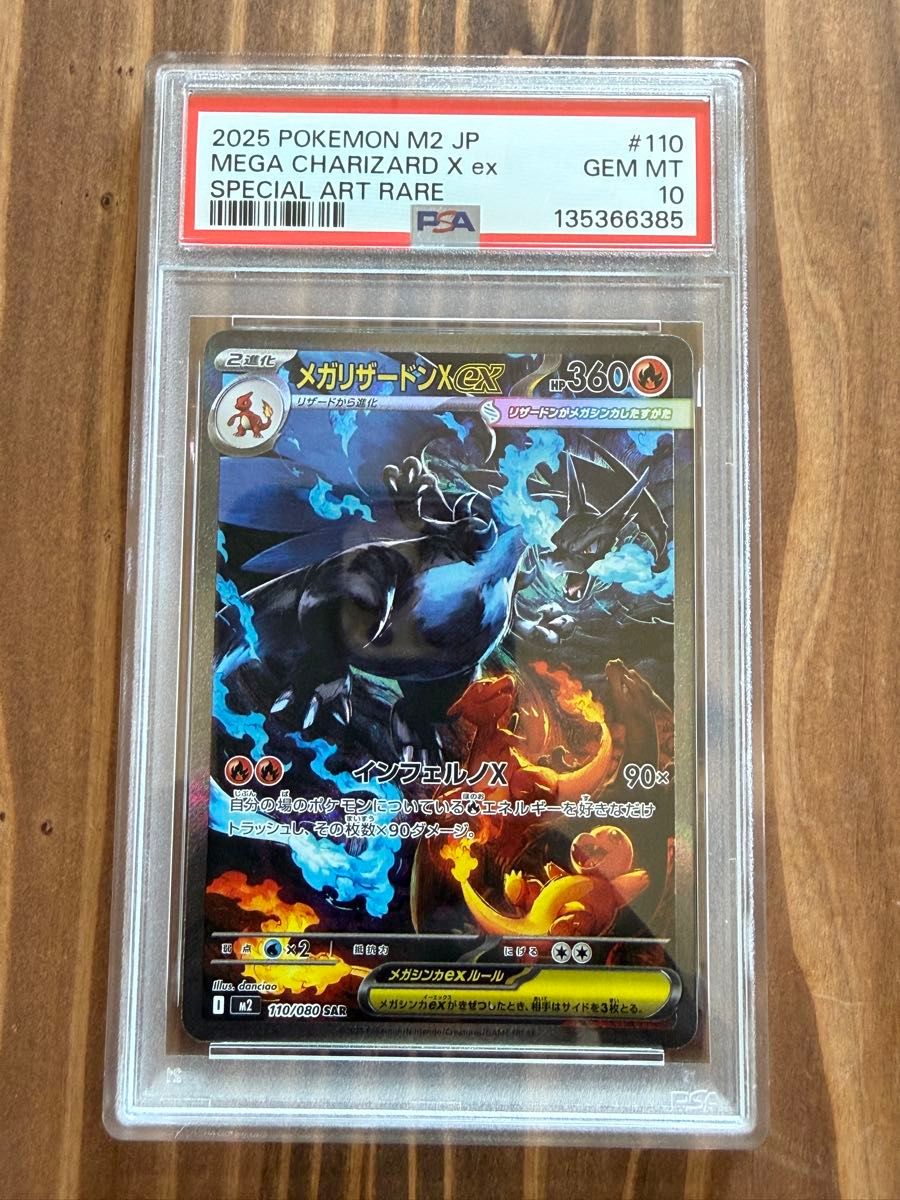 2025 POKEMON M2 JP #110
MEGA CHARIZARD X ex GEM MT
SPECIAL ART RARE 10
PSA 135366385
2進化 メガリザードンXex HP360
リザードから進化 リザードンがメガシンカしたすがた
インフェルノX 90×
自分の場のポケモンについているエネルギーを好きなだけ
トラッシュし、その枚数×90ダメージ。
弱点 ×2 抵抗力 にげる
メガシンカexルール
メガシンカexがきぜつしたとき、相手はサイドを3枚とる。
Illus. danciao
I M2 110/080 SAR
PSA